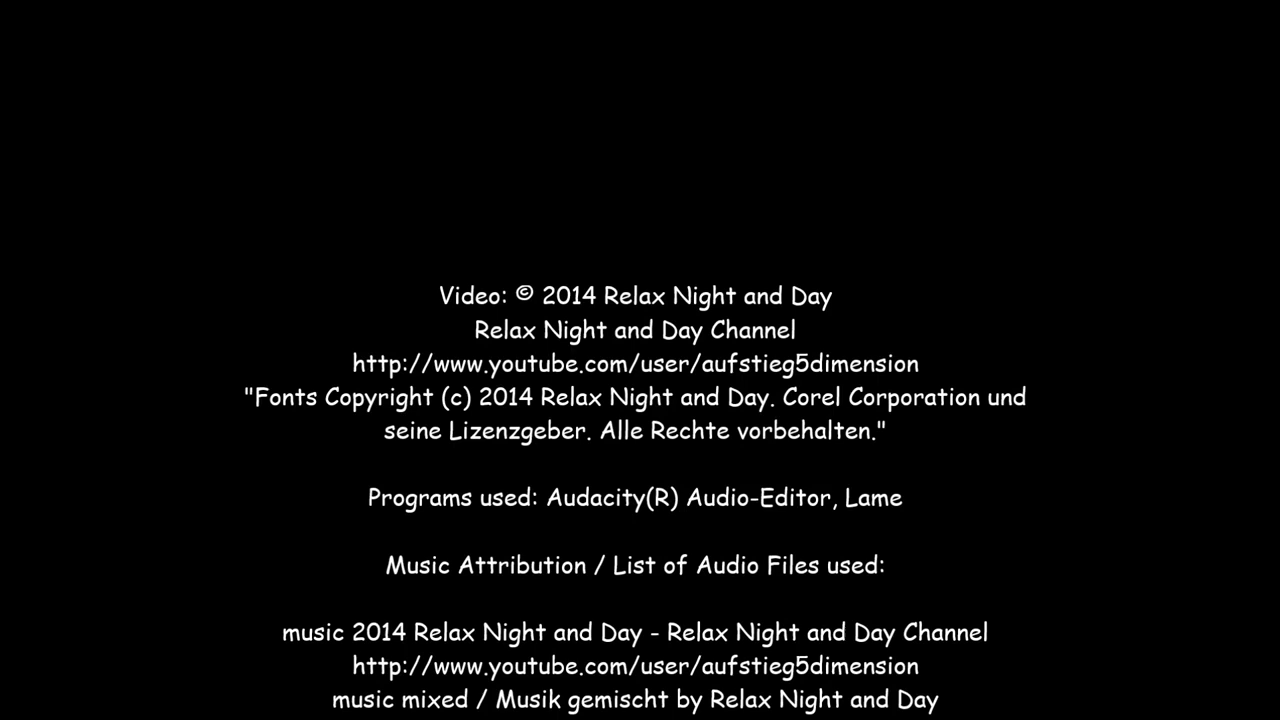 Video: © 2014 Relax Night and Day
Relax Night and Day Channel
http://www.youtube.com/user/aufstieg5dimension
"Fonts Copyright (c) 2014 Relax Night and Day. Corel Corporation und
seine Lizenzgeber. Alle Rechte vorbehalten."
Programs used: Audacity(R) Audio-Editor, Lame
Music Attribution / List of Audio Files used:
music 2014 Relax Night and Day - Relax Night and Day Channel
http://www.youtube.com/user/aufstieg5dimension
music mixed / Musik gemischt by Relax Night and Day